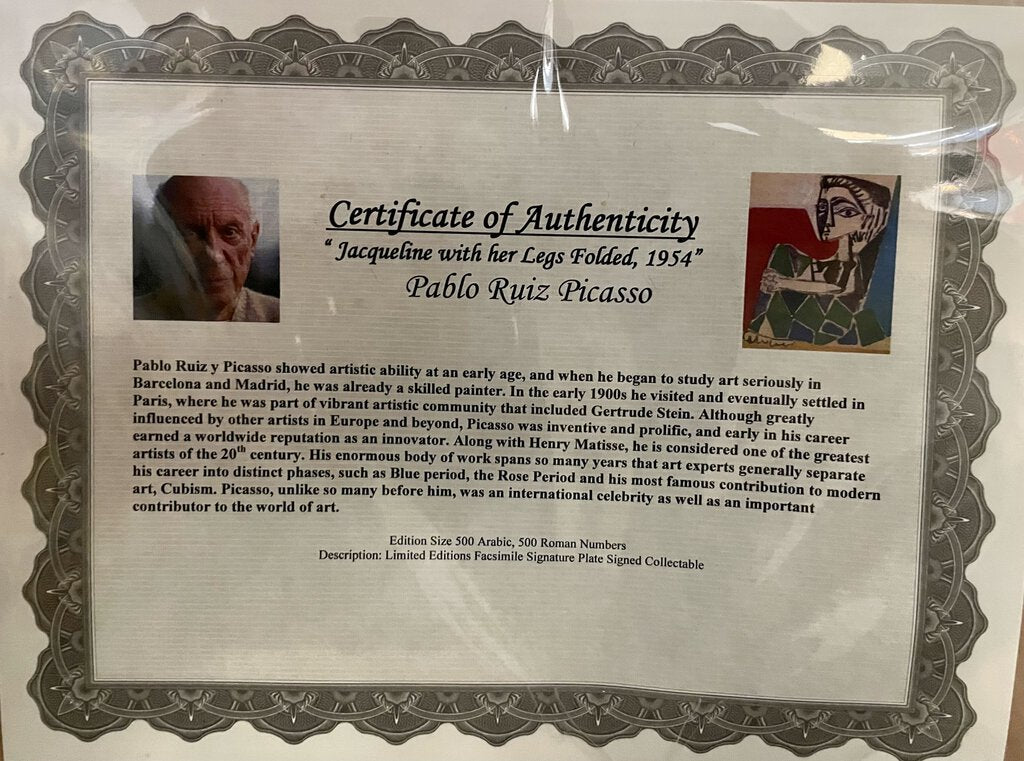 Certificate of Authenticity
“Jacqueline with her Legs Folded, 1954”
Pablo Ruiz Picasso
Pablo Ruiz y Picasso showed artistic ability at an early age, and when he began to study art seriously in
Barcelona and Madrid, he was already a skilled painter. In the early 1900s he visited and eventually settled in
Paris, where he was part of vibrant artistic community that included Gertrude Stein. Although greatly
influenced by other artists in Europe and beyond, Picasso was inventive and prolific, and early in his career
earned a worldwide reputation as an innovator. Along with Henry Matisse, he is considered one of the greatest
artists of the 20th century. His enormous body of work spans so many years that art experts generally separate
his career into distinct phases, such as Blue period, the Rose Period and his most famous contribution to modern
art, Cubism. Picasso, unlike so many before him, was an international celebrity as well as an important
contributor to the world of art.
Edition Size 500 Arabic, 500 Roman Numbers
Description: Limited Editions Facsimile Signature Plate Signed Collectable